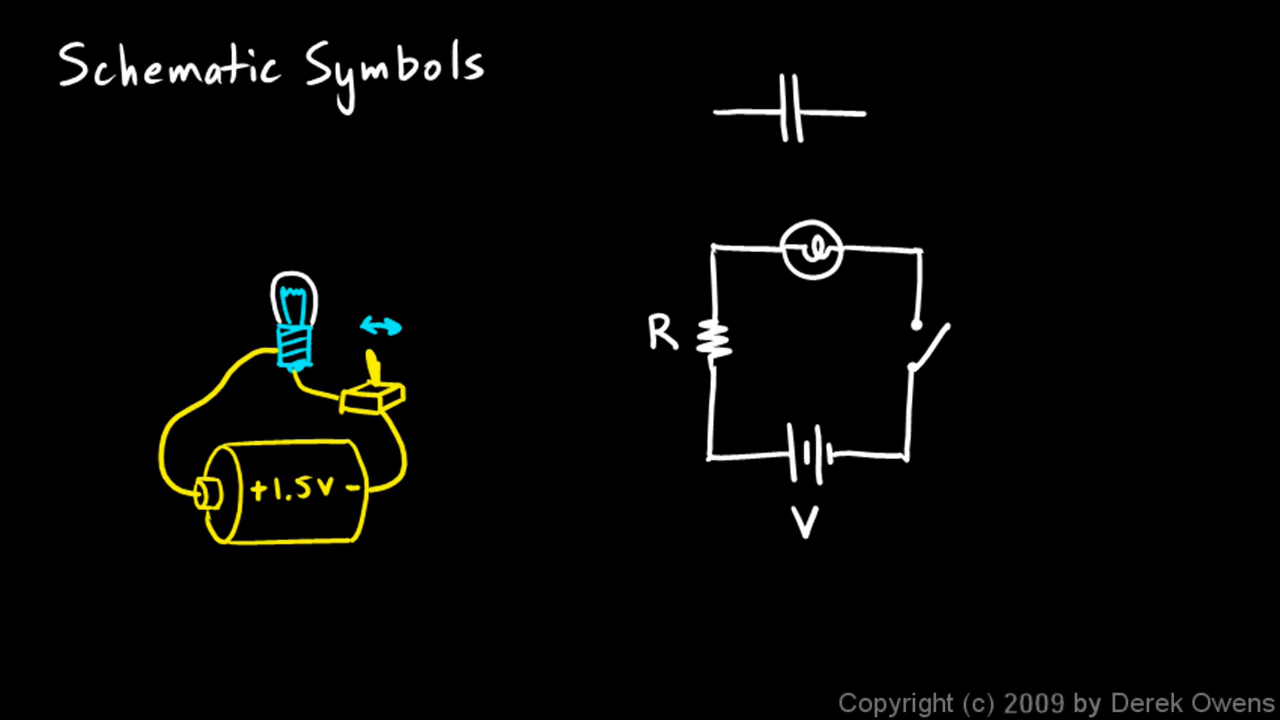 Schematic Symbols
R
+1.5V-
V
Copyright (c) 2009 by Derek Owens